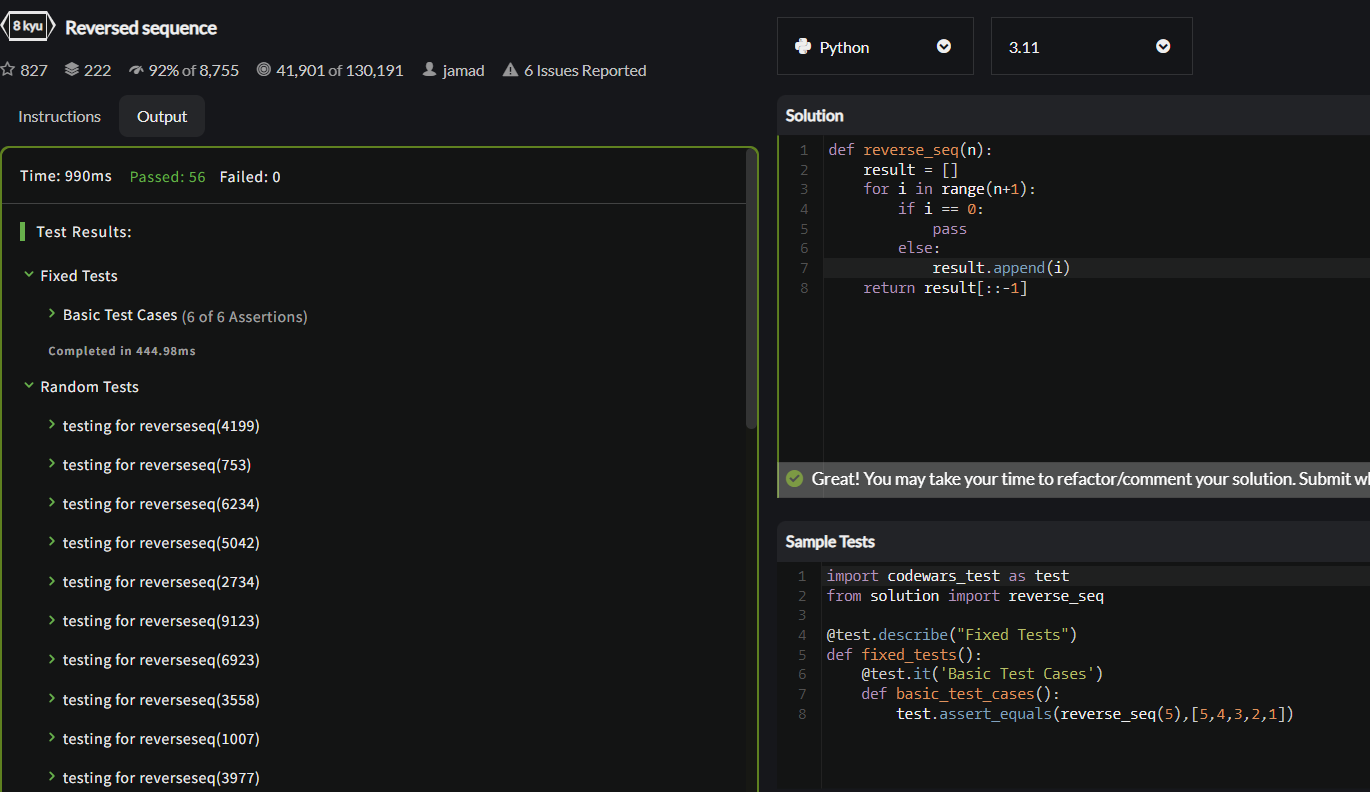 8 kyu Reversed sequence
827 222 92% of 8,755 41,901 of 130,191 jamad 6 Issues Reported
Instructions Output
Time: 990ms Passed: 56 Failed: 0
Test Results:
Fixed Tests
Basic Test Cases (6 of 6 Assertions)
Completed in 444.98ms
Random Tests
testing for reverseseq(4199)
testing for reverseseq(753)
testing for reverseseq(6234)
testing for reverseseq(5042)
testing for reverseseq(2734)
testing for reverseseq(9123)
testing for reverseseq(6923)
testing for reverseseq(3558)
testing for reverseseq(1007)
testing for reverseseq(3977)
Python 3.11
Solution
1 def reverse_seq(n):
2 result = []
3 for i in range(n+1):
4 if i == 0:
5 pass
6 else:
7 result.append(i)
8 return result[::-1]
Great! You may take your time to refactor/comment your solution. Submit
Sample Tests
1 import codewars_test as test
2 from solution import reverse_seq
3
4 @test.describe("Fixed Tests")
5 def fixed_tests():
6 @test.it('Basic Test Cases')
7 def basic_test_cases():
8 test.assert_equals(reverse_seq(5),[5,4,3,2,1])